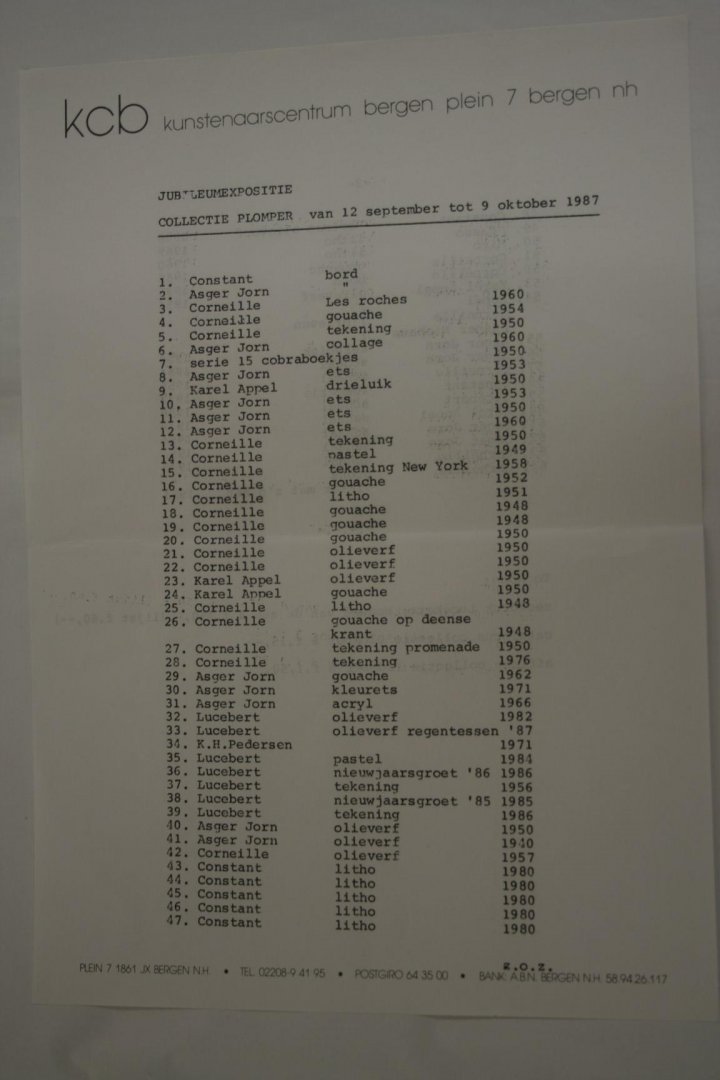 kcb kunstenaarscentrum bergen plein 7 bergen nh
JUBILEUMEXPOSITIE
COLLECTIE PLOMPER van 12 september tot 9 oktober 1987
1. Constant bord
2. Asger Jorn "
3. Corneille Les roches 1960
4. Corneille gouache 1954
5. Corneille tekening 1950
6. Asger Jorn collage 1960
7. serie 15 cobraboekjes 1950
8. Asger Jorn ets 1953
9. Karel Appel drieluik 1950
10. Asger Jorn ets 1953
11. Asger Jorn ets 1950
12. Asger Jorn ets 1960
13. Corneille tekening 1950
14. Corneille pastel 1949
15. Corneille tekening New York 1958
16. Corneille gouache 1952
17. Corneille litho 1951
18. Corneille gouache 1948
19. Corneille gouache 1948
20. Corneille gouache 1950
21. Corneille olieverf 1950
22. Corneille olieverf 1950
23. Karel Appel olieverf 1950
24. Karel Appel gouache 1950
25. Corneille litho 1948
26. Corneille gouache op deense
krant 1948
27. Corneille tekening promenade 1950
28. Corneille tekening 1976
29. Asger Jorn gouache 1962
30. Asger Jorn kleurets 1971
31. Asger Jorn acryl 1966
32. Lucebert olieverf 1982
33. Lucebert olieverf regentessen '87
34. K.H.Pedersen 1971
35. Lucebert pastel 1984
36. Lucebert nieuwjaarsgroet '86 1986
37. Lucebert tekening 1956
38. Lucebert nieuwjaarsgroet '85 1985
39. Lucebert tekening 1986
40. Asger Jorn olieverf 1950
41. Asger Jorn olieverf 1940
42. Corneille olieverf 1957
43. Constant litho 1980
44. Constant litho 1980
45. Constant litho 1980
46. Constant litho 1980
47. Constant litho 1980
z.o.z.
PLEIN 7 1861 JX BERGEN N.H. • TEL. 02208-9 41 95 • POSTGIRO 64 35 00 • BANK: A.B.N. BERGEN N.H. 58.94.26.117